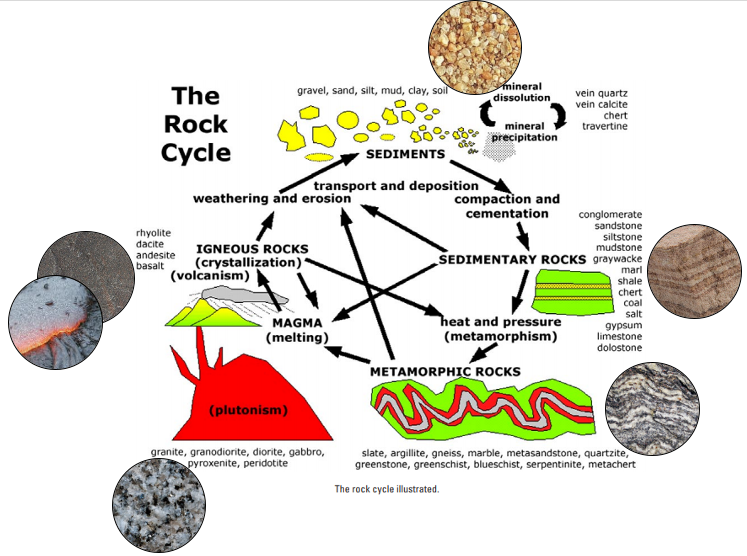 The
Rock
Cycle
gravel, sand, silt, mud, clay, soil
mineral
dissolution
mineral
precipitation
vein quartz
vein calcite
chert
travertine
SEDIMENTS
transport and deposition
weathering and erosion
compaction and
cementation
rhyolite
dacite
andesite
basalt
IGNEOUS ROCKS
(crystallization)
(volcanism)
SEDIMENTARY ROCKS
conglomerate
sandstone
siltstone
mudstone
graywacke
marl
shale
chert
coal
salt
gypsum
limestone
dolostone
MAGMA
(melting)
heat and pressure
(metamorphism)
METAMORPHIC ROCKS
(plutonism)
granite, granodiorite, diorite, gabbro,
pyroxenite, peridotite
slate, argillite, gneiss, marble, metasandstone, quartzite,
greenstone, greenschist, blueschist, serpentinite, metachert
The rock cycle illustrated.